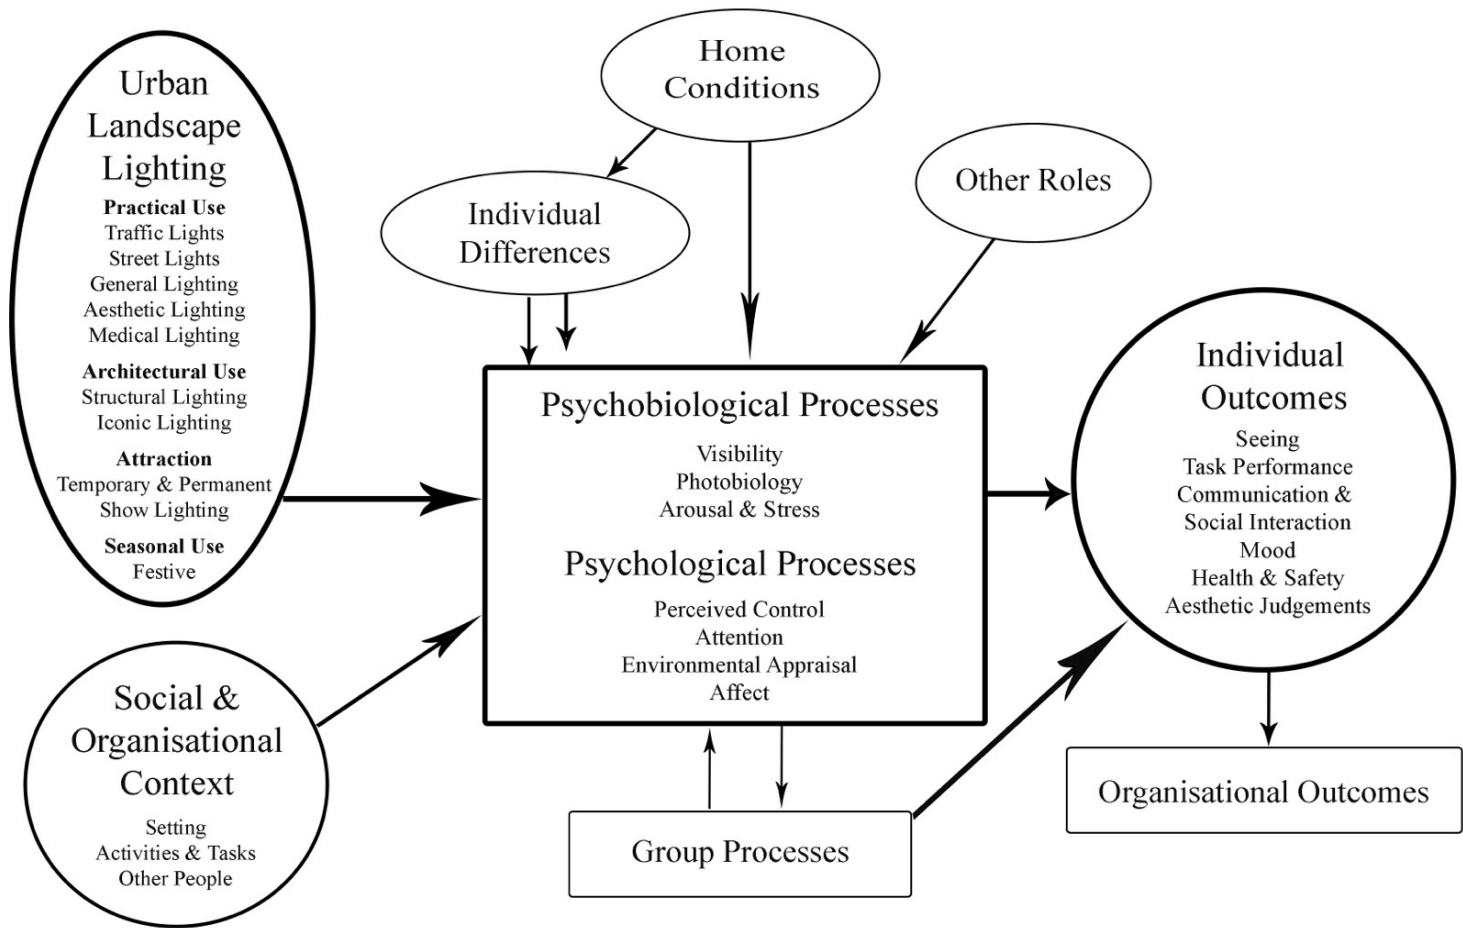 Urban
Landscape
Lighting
Practical Use
Traffic Lights
Street Lights
General Lighting
Aesthetic Lighting
Medical Lighting
Architectural Use
Structural Lighting
Iconic Lighting
Attraction
Temporary & Permanent
Show Lighting
Seasonal Use
Festive
Social &
Organisational
Context
Setting
Activities & Tasks
Other People
Home
Conditions
Individual
Differences
Other Roles
Psychobiological Processes
Visibility
Photobiology
Arousal & Stress
Psychological Processes
Perceived Control
Attention
Environmental Appraisal
Affect
Group Processes
Individual
Outcomes
Seeing
Task Performance
Communication &
Social Interaction
Mood
Health & Safety
Aesthetic Judgements
Organisational Outcomes